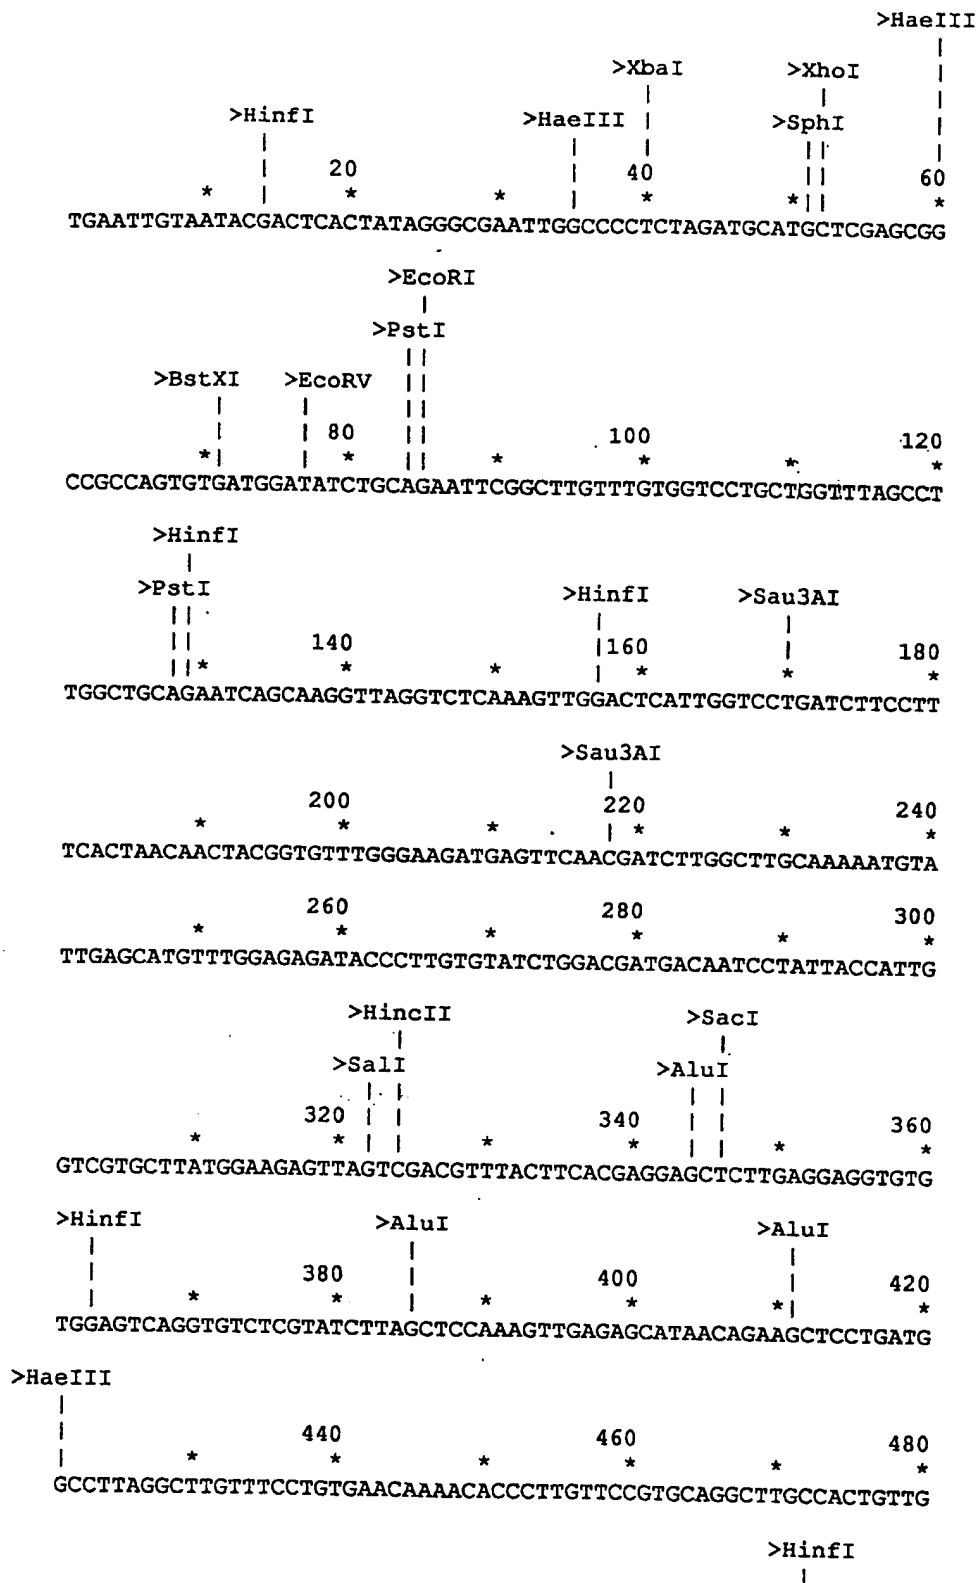 >HaeIII
>XbaI >XhoI
>HinfI >HaeIII >SphI
20 40 60
* * * * * *
TGAATTGTAATACGACTCACTATAGGGCGAATTGGCCCCTCTAGATGCATGCTCGAGCGG
>EcoRI
>PstI
>BstXI >EcoRV
80 100 120
* * * * * *
CCGCCAGTGTGATGGATATCTGCAGAATTCGGCTTGTTTGTGGTCCTGCTGGTTTAGCCT
>HinfI
>PstI >HinfI >Sau3AI
140 160 180
* * * * * *
TGGCTGCAGAATCAGCAAGGTTAGGTCTCAAAGTTGGACTCATTGGTCCTGATCTTCCTT
>Sau3AI
200 220 240
* * * * * *
TCACTAACAACTACGGTGTTTGGGAAGATGAGTTCAACGATCTTGGCTTGCAAAAATGTA
260 280 300
* * * * * *
TTGAGCATGTTTGGAGAGATACCCTTGTGTATCTGGACGATGACAATCCTATTACCATTG
>HincII >SacI
>SalI >AluI
320 340 360
* * * * * *
GTCGTGCTTATGGAAGAGTTAGTCGACGTTTACTTCACGAGGAGCTCTTGAGGAGGTGTG
>HinfI >AluI >AluI
380 400 420
* * * * * *
TGGAGTCAGGTGTCTCGTATCTTAGCTCCAAAGTTGAGAGCATAACAGAAGCTCCTGATG
>HaeIII
440 460 480
* * * * * *
GCCTTAGGCTTGTTTCCTGTGAACAAAACACCCTTGTTCCGTGCAGGCTTGCCACTGTTG
>HinfI